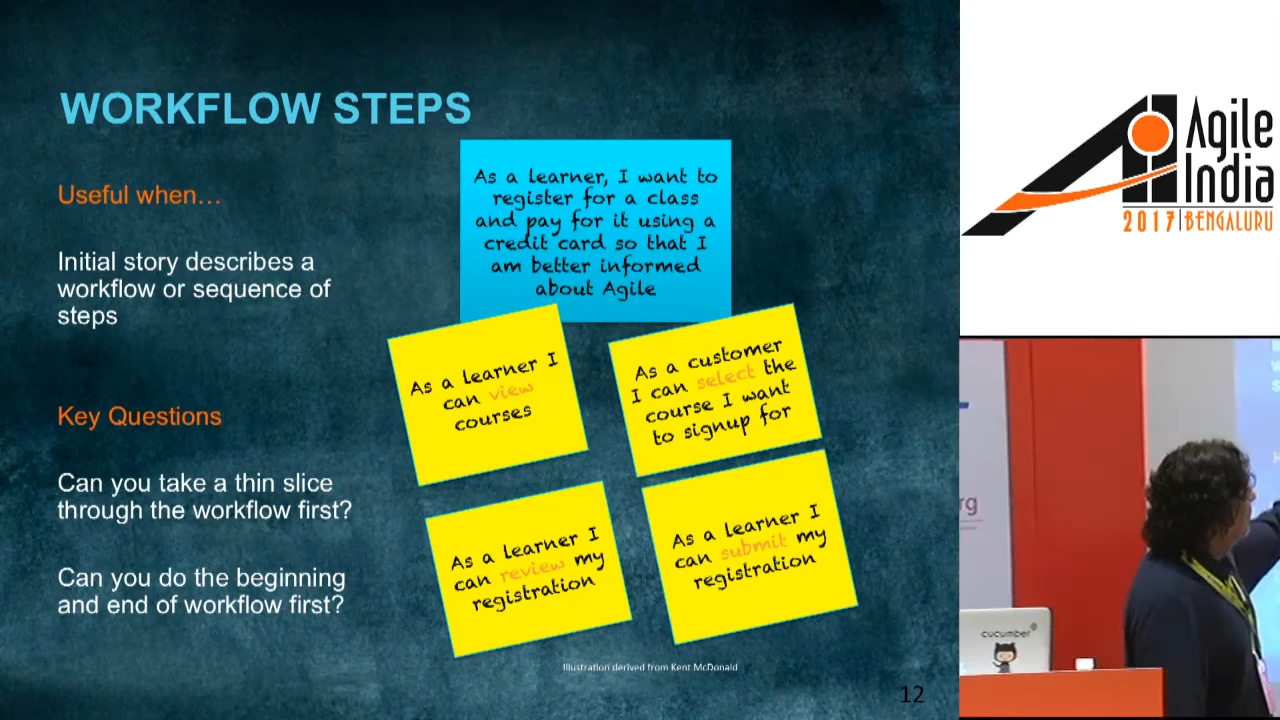 WORKFLOW STEPS
Useful when…
Initial story describes a
workflow or sequence of
steps
Key Questions
Can you take a thin slice
through the workflow first?
Can you do the beginning
and end of workflow first?
As a learner, I want to
register for a class
and pay for it using a
credit card so that I
am better informed
about Agile
As a learner I
can view
courses
As a customer
I can select the
course I want
to signup for
As a learner I
can review my
registration
As a learner I
can submit my
registration
Illustration derived from Kent McDonald
12
Agile
India
2017 | BENGALURU
rg
cucumber